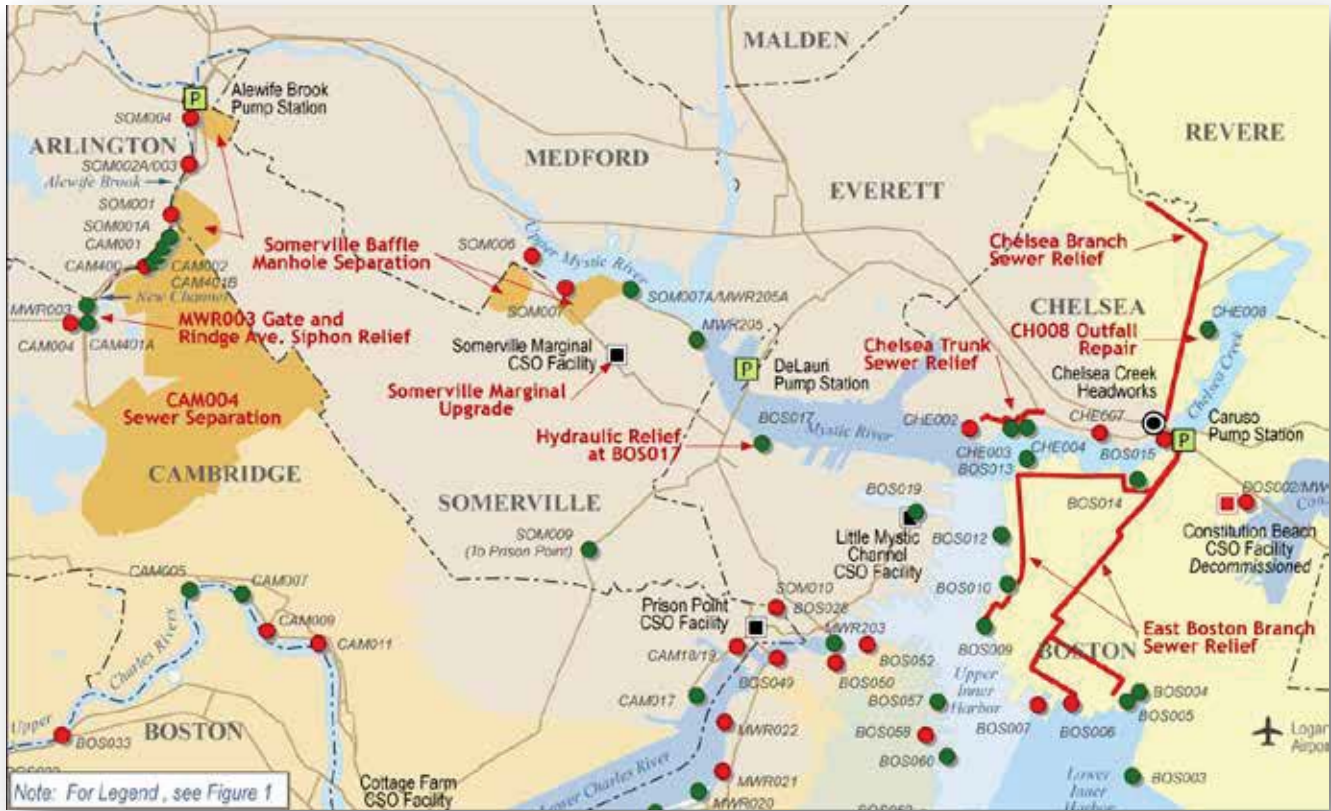 MALDEN
Alewife Brook
Pump Station
SOM004
REVERE
ARLINGTON
SOM002A/003
MEDFORD
Alewife Brook
EVERETT
SOM001
SOM001A
CAM001
CAM400
CAM002
CAM401B
New Channel
Somerville Baffle
Manhole Separation
SOM006
Upper Mystic River
Chelsea Branch
Sewer Relief
MWR003
MWR003 Gate and
Rindge Ave. Siphon Relief
CAM004
CAM401A
SOM007
SOM007A/MWR205A
CHELSEA
CHE008
CH008 Outfall
Repair
MWR205
Somerville Marginal
CSO Facility
Chelsea Trunk
Sewer Relief
DeLauri
Pump Station
Chelsea Creek
Headworks
Chelsea Creek
CAM004
Sewer Separation
Somerville Marginal
Upgrade
BOS017
Mystic River
CHE002
CHE607
Caruso
Pump Station
Hydraulic Relief
at BOS017
CHE003
CHE004
BOS013
BOS015
CAMBRIDGE
BOS014
BOS002/MW
SOMERVILLE
BOS019
SOM009
(To Prison Point)
Little Mystic
Channel
CSO Facility
BOS012
Constitution Beach
CSO Facility
Decommissioned
CAM005
CAM007
BOS010
SOM010
BOS028
Prison Point
CSO Facility
CAM009
MWR203
East Boston Branch
Sewer Relief
CAM011
Charles Rivers
CAM18/19
BOS052
BOS009
BOSTON
BOS049
BOS050
Upper
Inner
Harbor
CAM017
BOS057
BOS004
BOS005
Upper
BOSTON
BOS033
MWR022
BOS058
BOS007
BOS006
Logan
Airport
BOS060
MWR021
Cottage Farm
CSO Facility
Lower Charles River
MWR020
Lower
Inner
Harbor
BOS003
Note: For Legend , see Figure 1